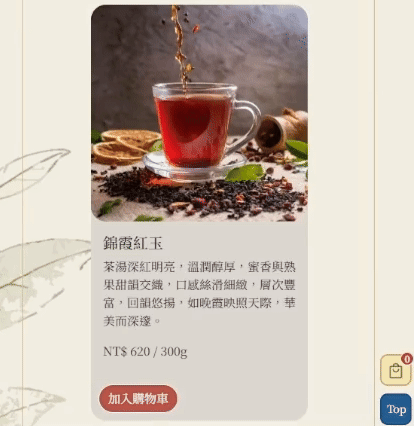 錦霞紅玉
茶湯深紅明亮，溫潤醇厚，蜜香與熟
果甜韻交織，口感絲滑細緻，層次豐
富，回韻悠揚，如晚霞映照天際，華
美而深邃。
NT$ 620 / 300g
加入購物車
0
Top